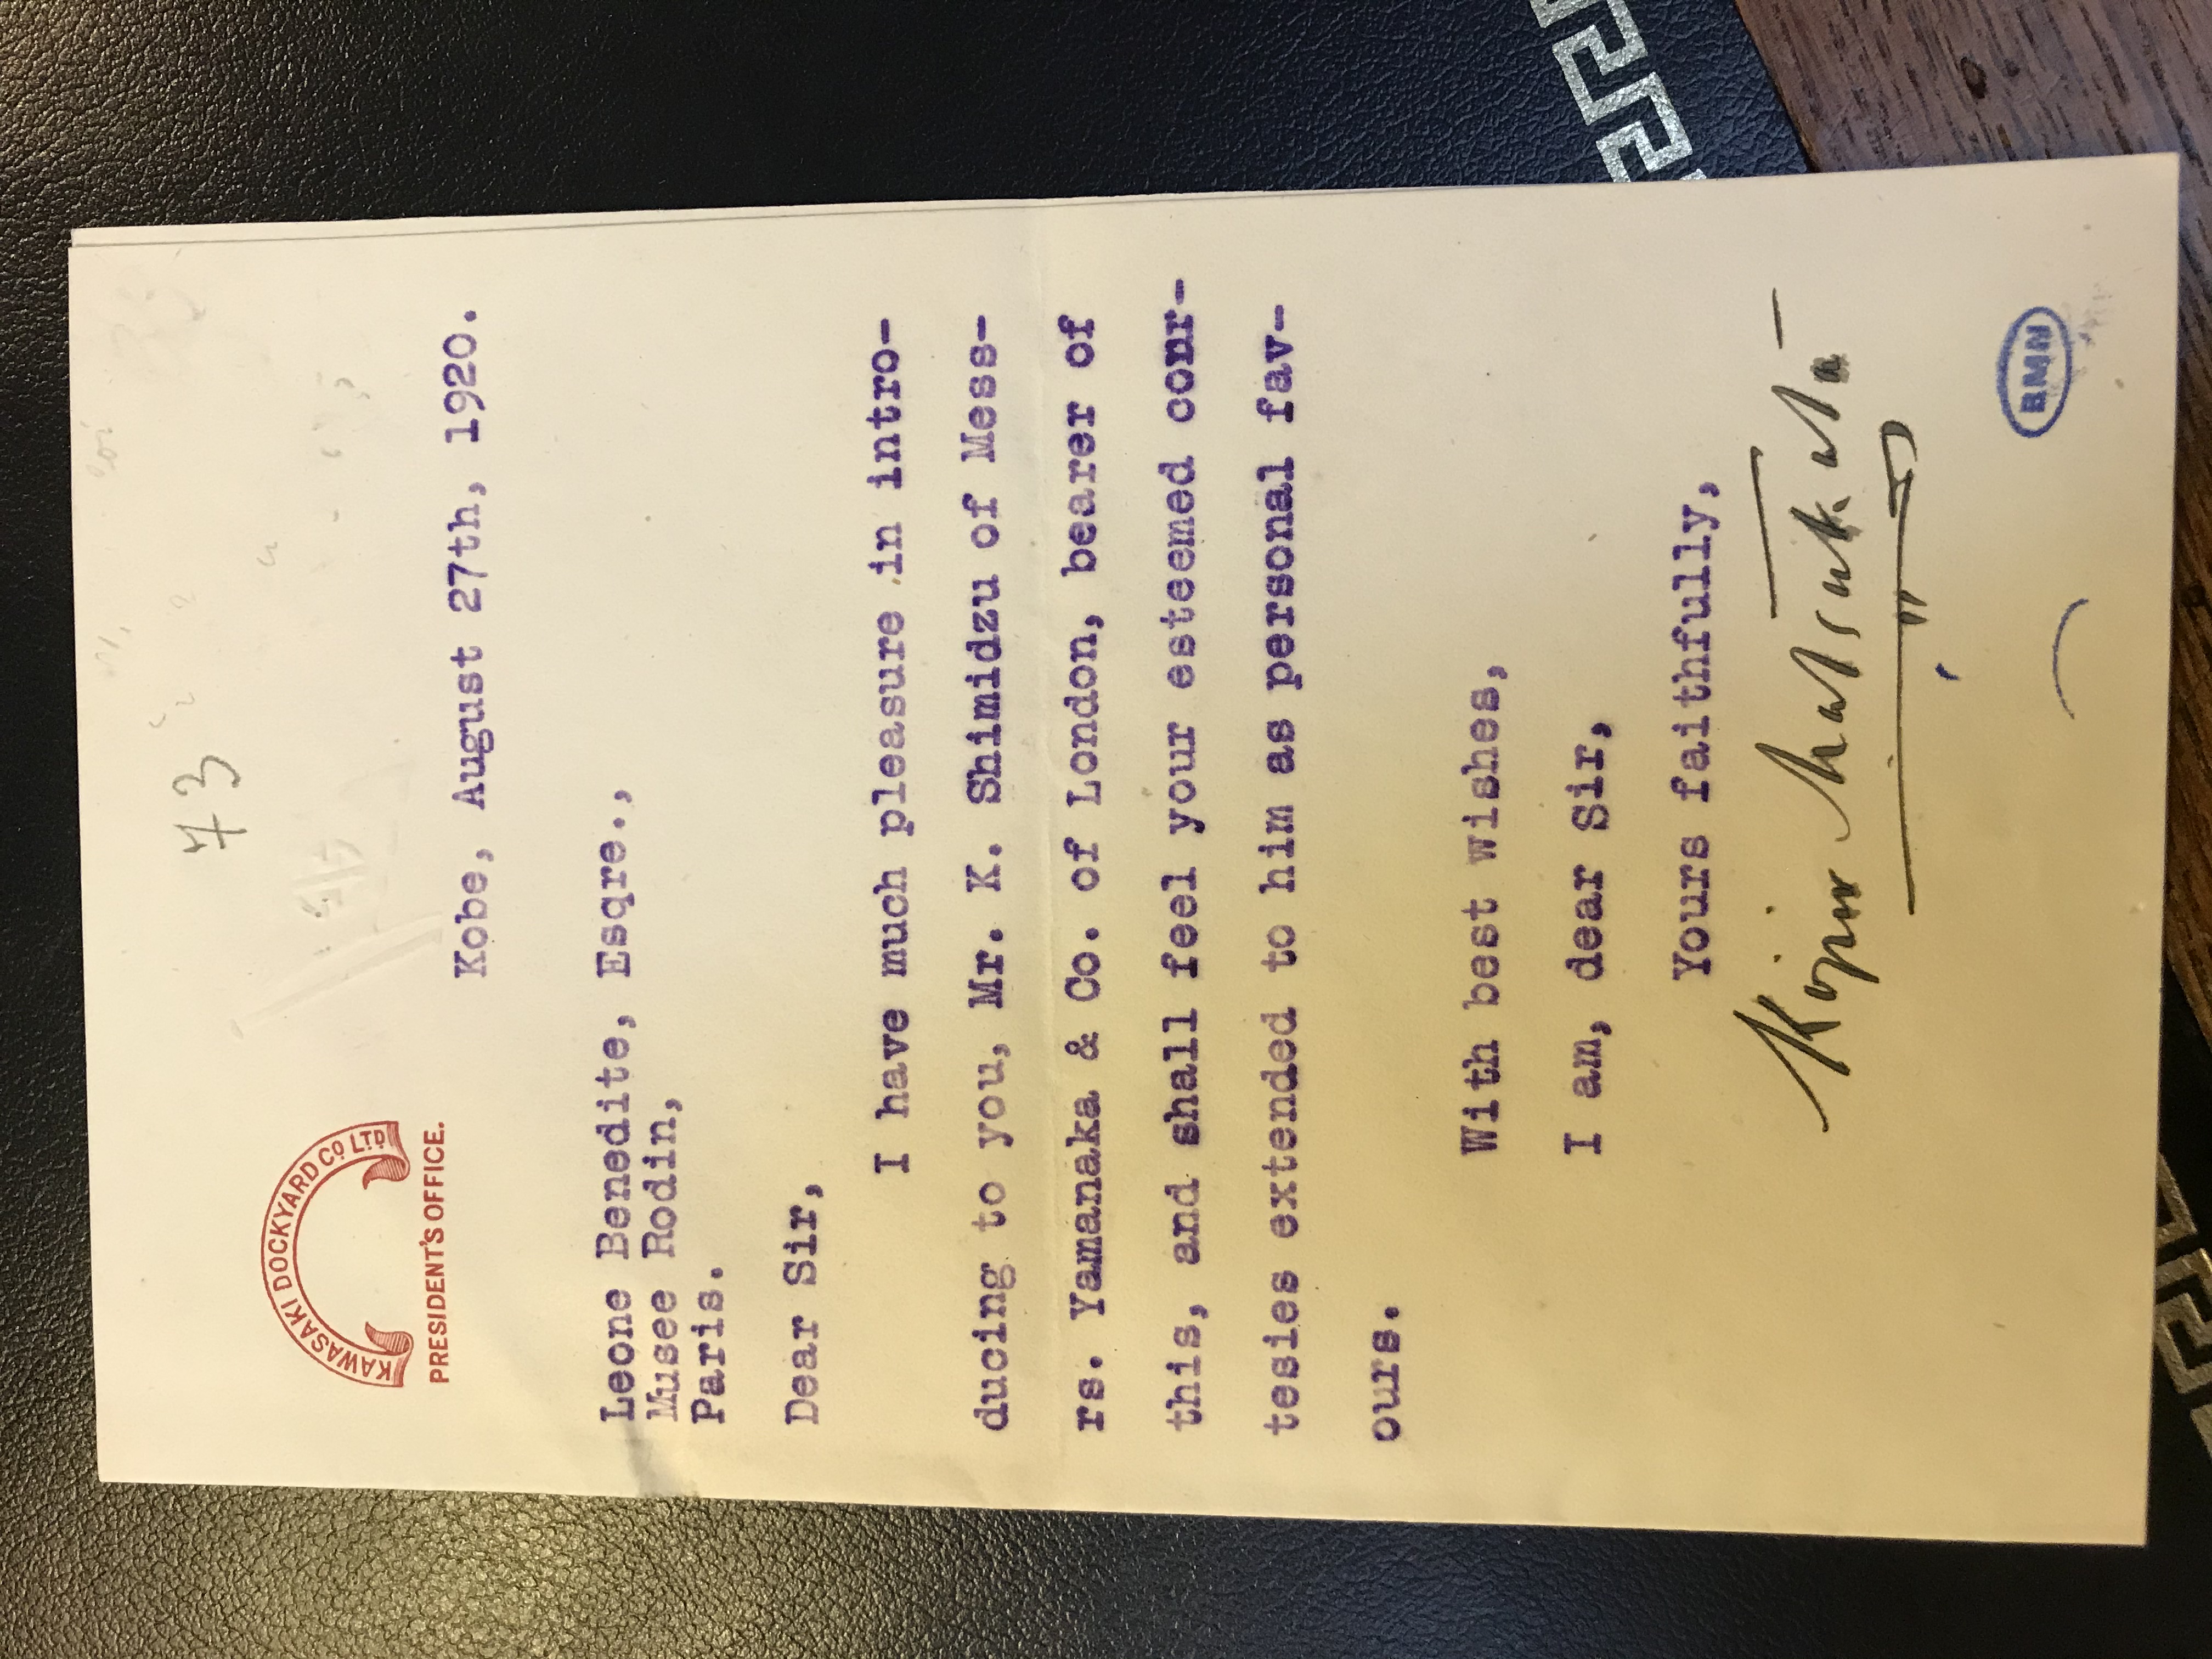 73
KAWASAKI DOCKYARD Co LTD.
PRESIDENT'S OFFICE.
Kobe, August 27th, 1920.
Leone Benedite, Esqre.,
Musee Rodin,
Paris.
Dear Sir,
I have much pleasure in intro-
ducing to you, Mr. K. Shimidzu of Mess-
rs. Yamanaka & Co. of London, bearer of
this, and shall feel your esteemed cour-
tesies extended to him as personal fav-
ours.
With best wishes,
I am, dear Sir,
Yours faithfully,
Kojiro Matsukata
BMN